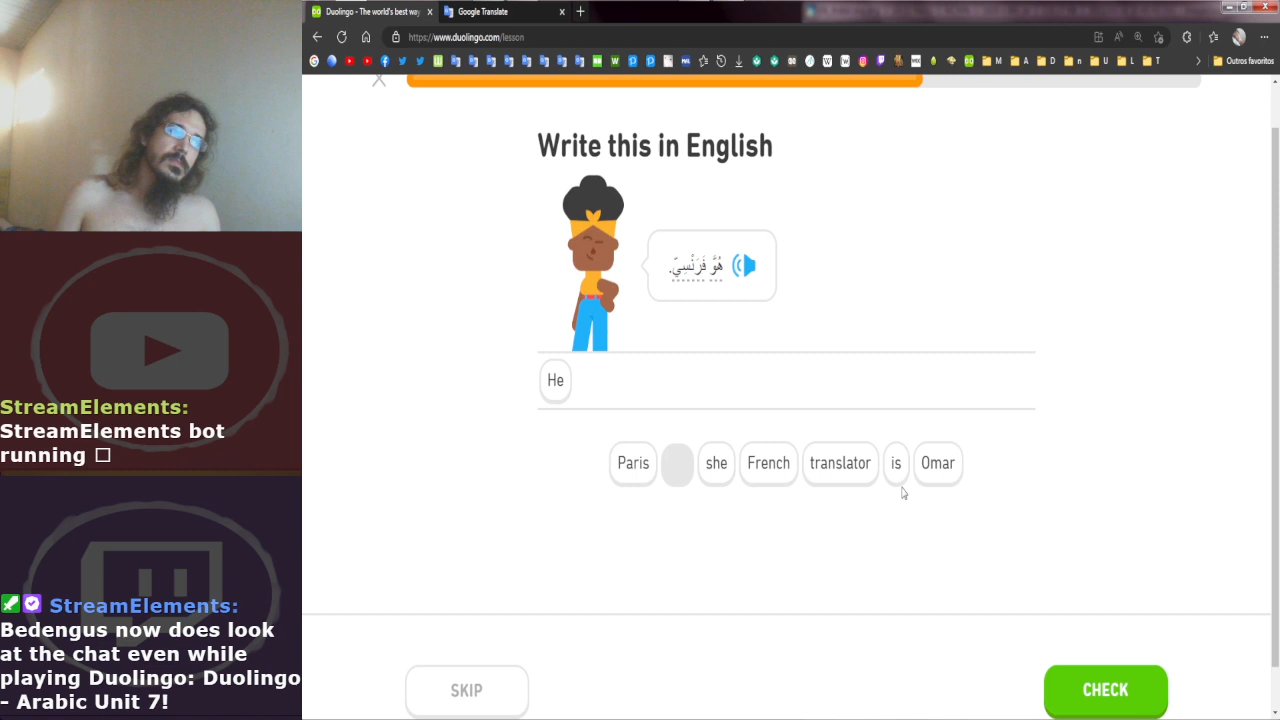 Duolingo - The world's best way
Google Translate
https://www.duolingo.com/lesson
M
A
D
n
U
L
T
Outros favoritos
Write this in English
هُوَّ فَرَنْسِيّ.
He
Paris
she
French
translator
is
Omar
SKIP
CHECK
StreamElements:
StreamElements bot
running
StreamElements:
Bedengus now does look
at the chat even while
playing Duolingo: Duolingo
- Arabic Unit 7!